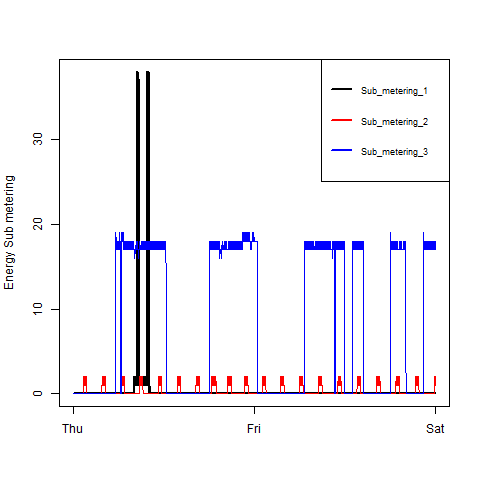 Sub_metering_1
Sub_metering_2
Sub_metering_3
Energy Sub metering
30
20
10
0
Thu Fri Sat